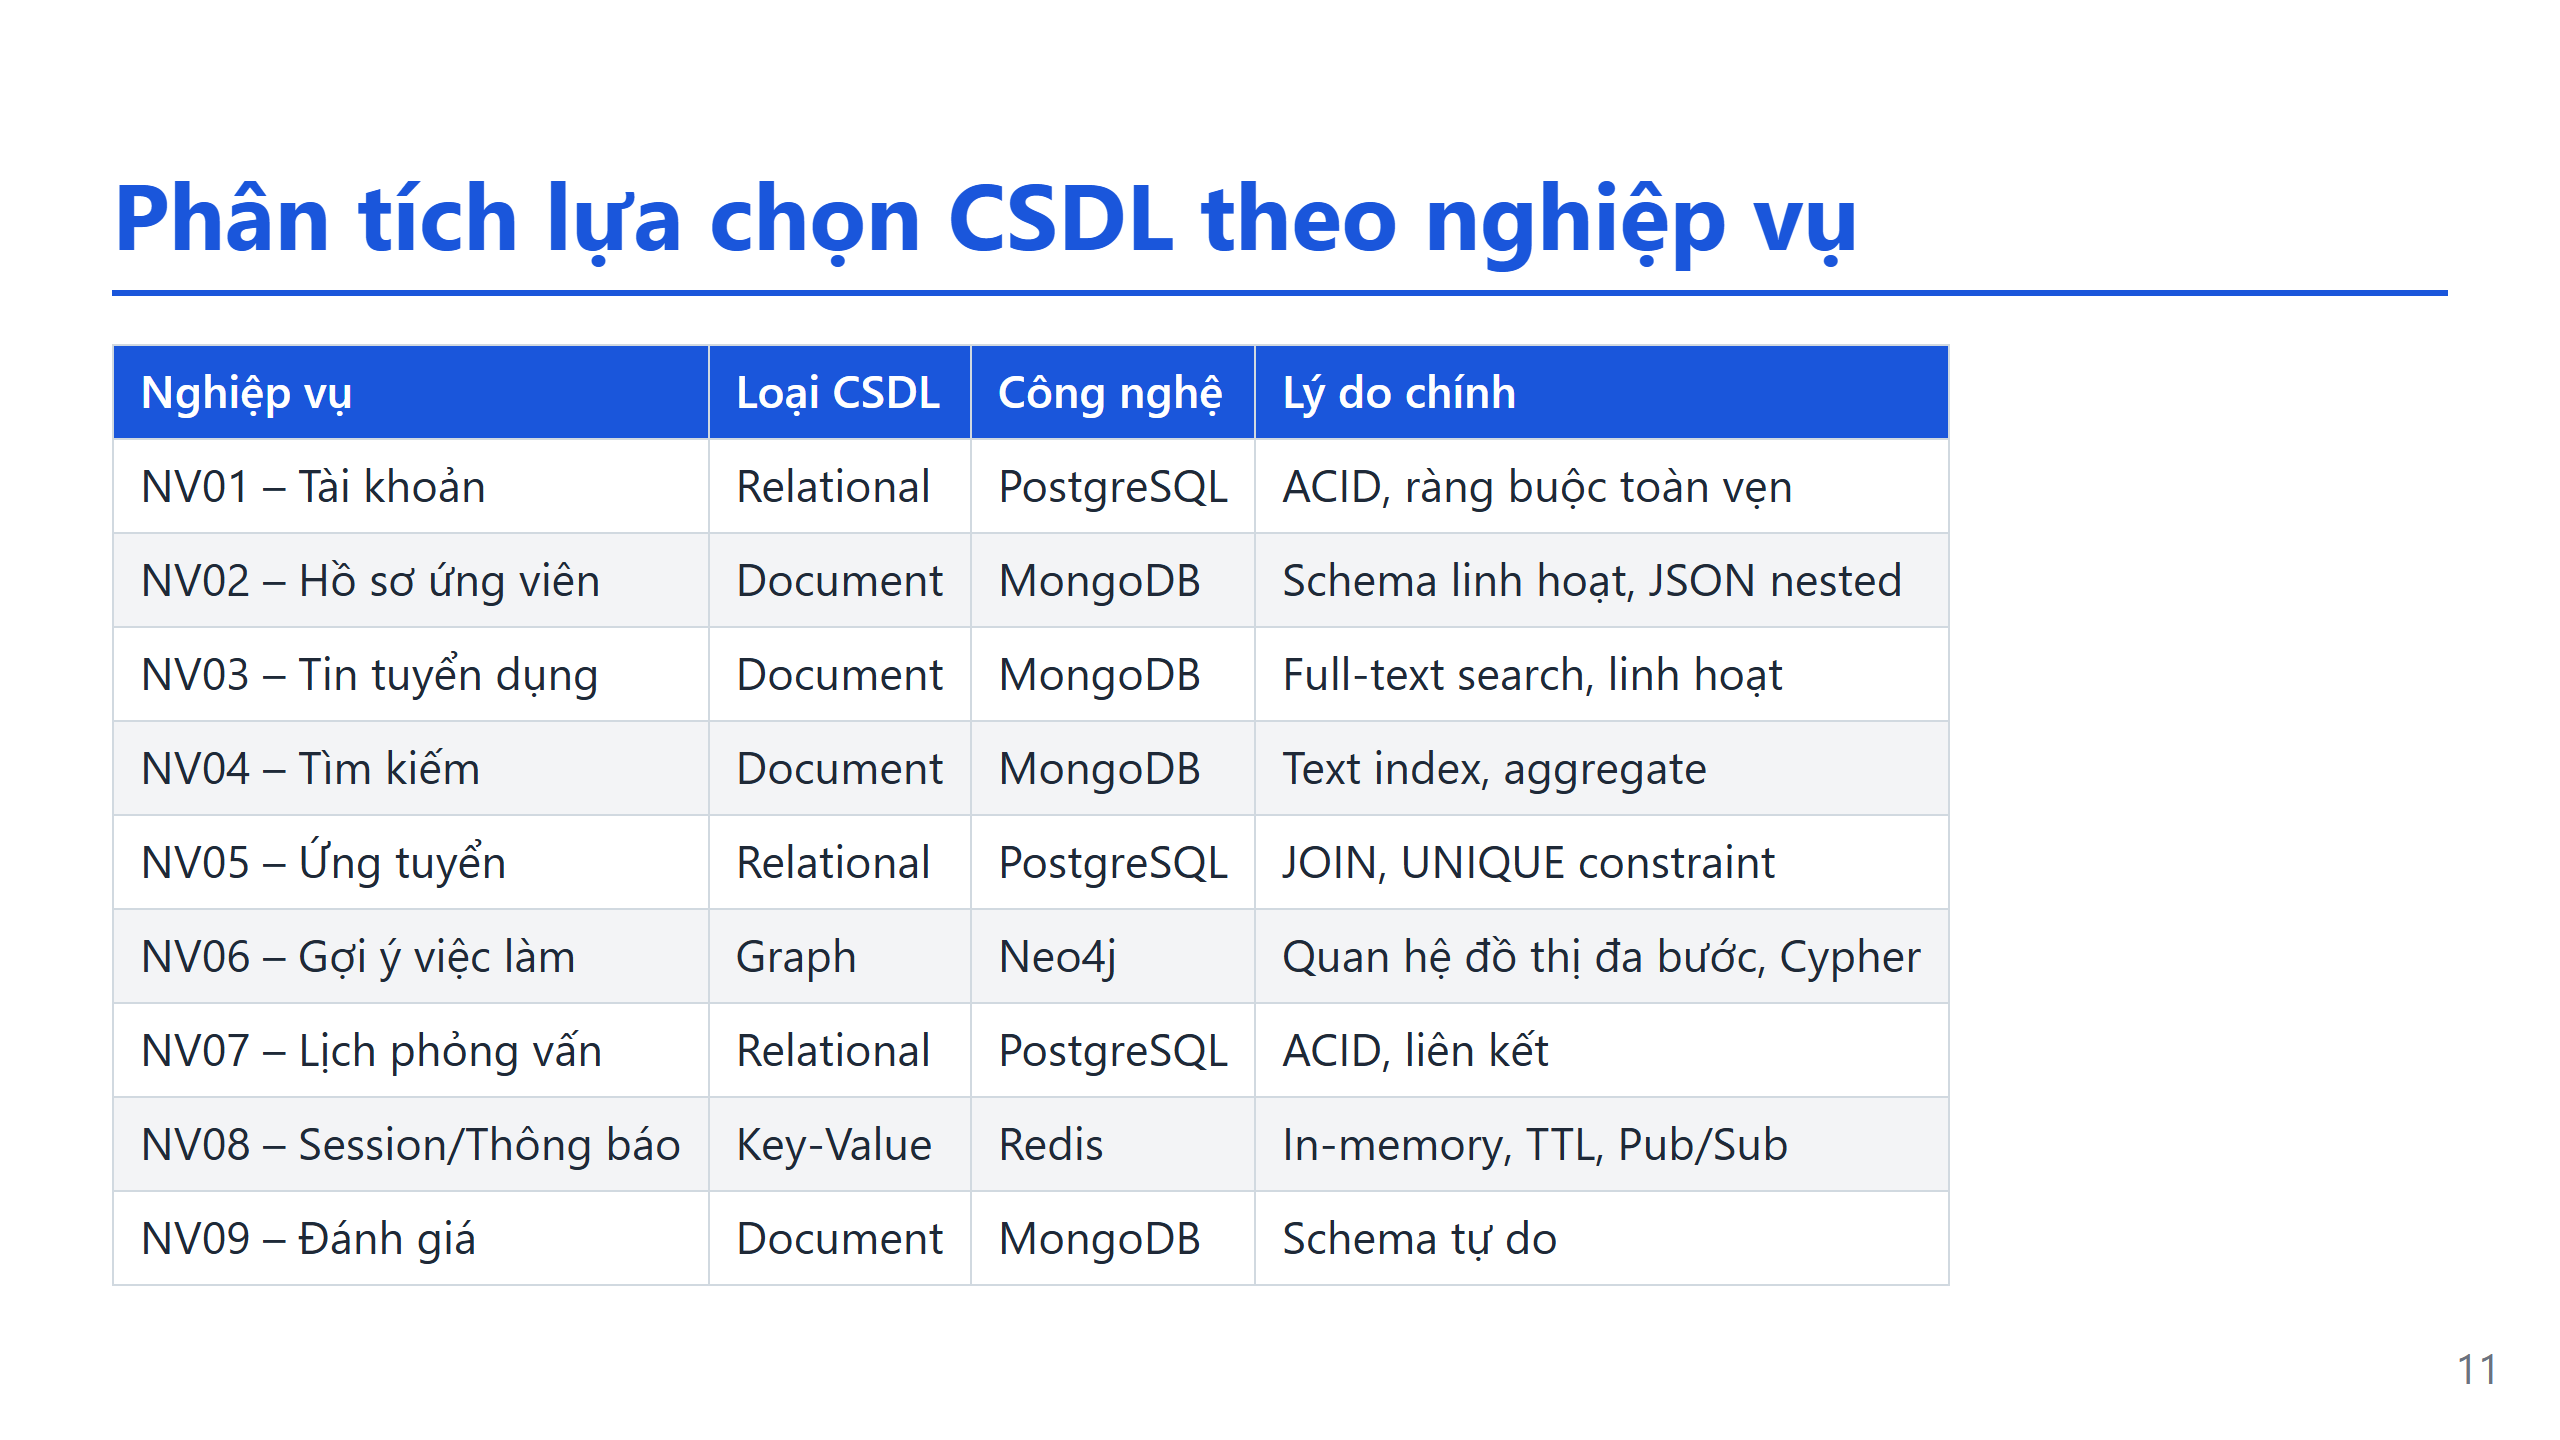 Phân tích lựa chọn CSDL theo nghiệp vụ
Nghiệp vụ Loại CSDL Công nghệ Lý do chính
NV01 – Tài khoản Relational PostgreSQL ACID, ràng buộc toàn vẹn
NV02 – Hồ sơ ứng viên Document MongoDB Schema linh hoạt, JSON nested
NV03 – Tin tuyển dụng Document MongoDB Full-text search, linh hoạt
NV04 – Tìm kiếm Document MongoDB Text index, aggregate
NV05 – Ứng tuyển Relational PostgreSQL JOIN, UNIQUE constraint
NV06 – Gợi ý việc làm Graph Neo4j Quan hệ đồ thị đa bước, Cypher
NV07 – Lịch phỏng vấn Relational PostgreSQL ACID, liên kết
NV08 – Session/Thông báo Key-Value Redis In-memory, TTL, Pub/Sub
NV09 – Đánh giá Document MongoDB Schema tự do
11